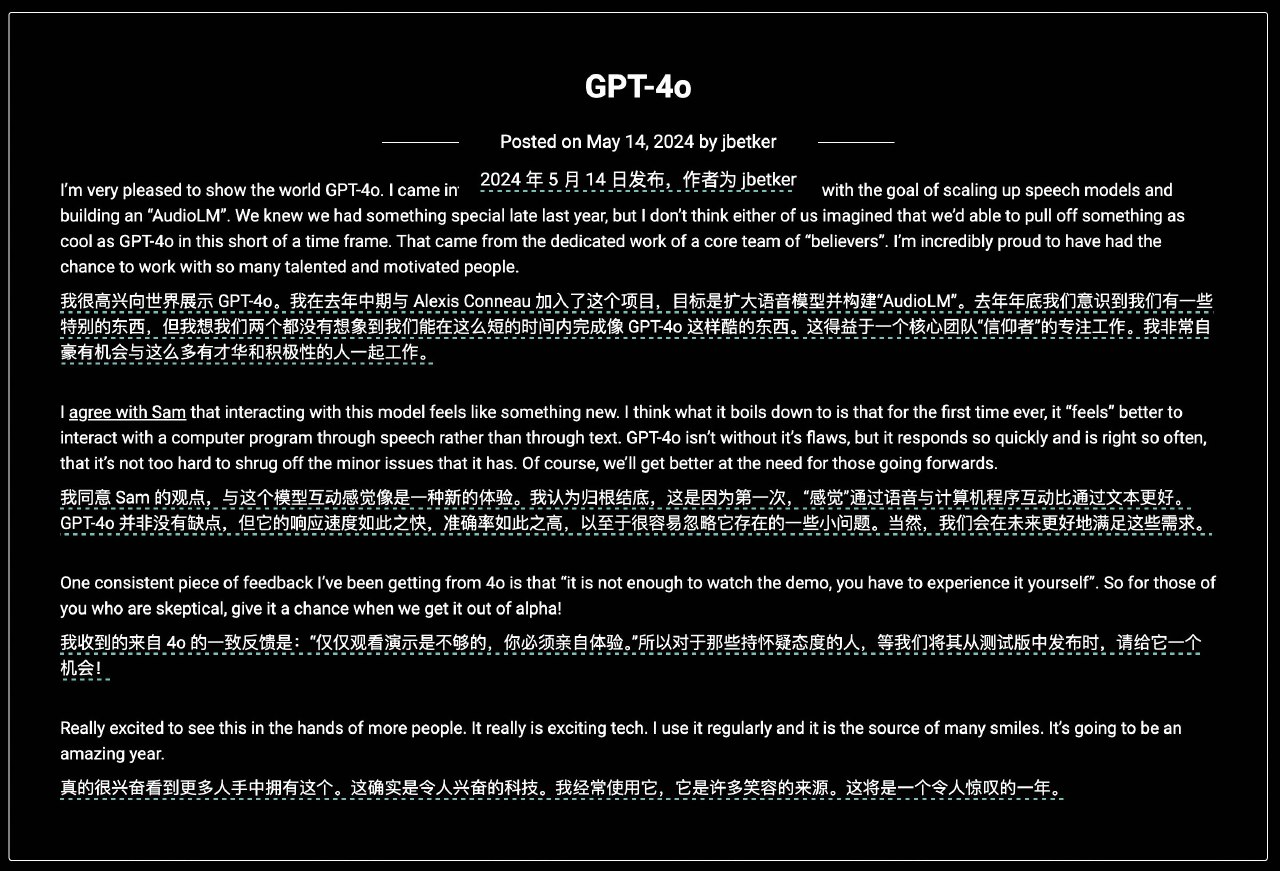 GPT-4o
Posted on May 14, 2024 by jbetker
2024 年 5 月 14 日发布，作者为 jbetker
I’m very pleased to show the world GPT-4o. I came with the goal of scaling up speech models and
building an “AudioLM”. We knew we had something special late last year, but I don’t think either of us imagined that we’d able to pull off something as
cool as GPT-4o in this short of a time frame. That came from the dedicated work of a core team of “believers”. I’m incredibly proud to have had the
chance to work with so many talented and motivated people.
我很高兴向世界展示 GPT-4o。我在去年中期与 Alexis Conneau 加入了这个项目，目标是扩大语音模型并构建“AudioLM”。去年年底我们意识到我们有一些
特别的东西，但我想我们两个都没有想象到我们能在这么短的时间内完成像 GPT-4o 这样酷的东西。这得益于一个核心团队“信仰者”的专注工作。我非常自
豪有机会与这么多有才华和积极性的人一起工作。
I agree with Sam that interacting with this model feels like something new. I think what it boils down to is that for the first time ever, it “feels” better to
interact with a computer program through speech rather than through text. GPT-4o isn’t without it’s flaws, but it responds so quickly and is right so often,
that it’s not too hard to shrug off the minor issues that it has. Of course, we’ll get better at the need for those going forwards.
我同意 Sam 的观点，与这个模型互动感觉像是一种新的体验。我认为归根结底，这是因为第一次，“感觉”通过语音与计算机程序互动比通过文本更好。
GPT-4o 并非没有缺点，但它的响应速度如此之快，准确率如此之高，以至于很容易忽略它存在的一些小问题。当然，我们会在未来更好地满足这些需求。
One consistent piece of feedback I’ve been getting from 4o is that “it is not enough to watch the demo, you have to experience it yourself”. So for those of
you who are skeptical, give it a chance when we get it out of alpha!
我收到的来自 4o 的一致反馈是：“仅仅观看演示是不够的，你必须亲自体验。”所以对于那些持怀疑态度的人，等我们将其从测试版中发布时，请给它一个
机会！
Really excited to see this in the hands of more people. It really is exciting tech. I use it regularly and it is the source of many smiles. It’s going to be an
amazing year.
真的很兴奋看到更多人手中拥有这个。这确实是令人兴奋的科技。我经常使用它，它是许多笑容的来源。这将是一个令人惊叹的一年。